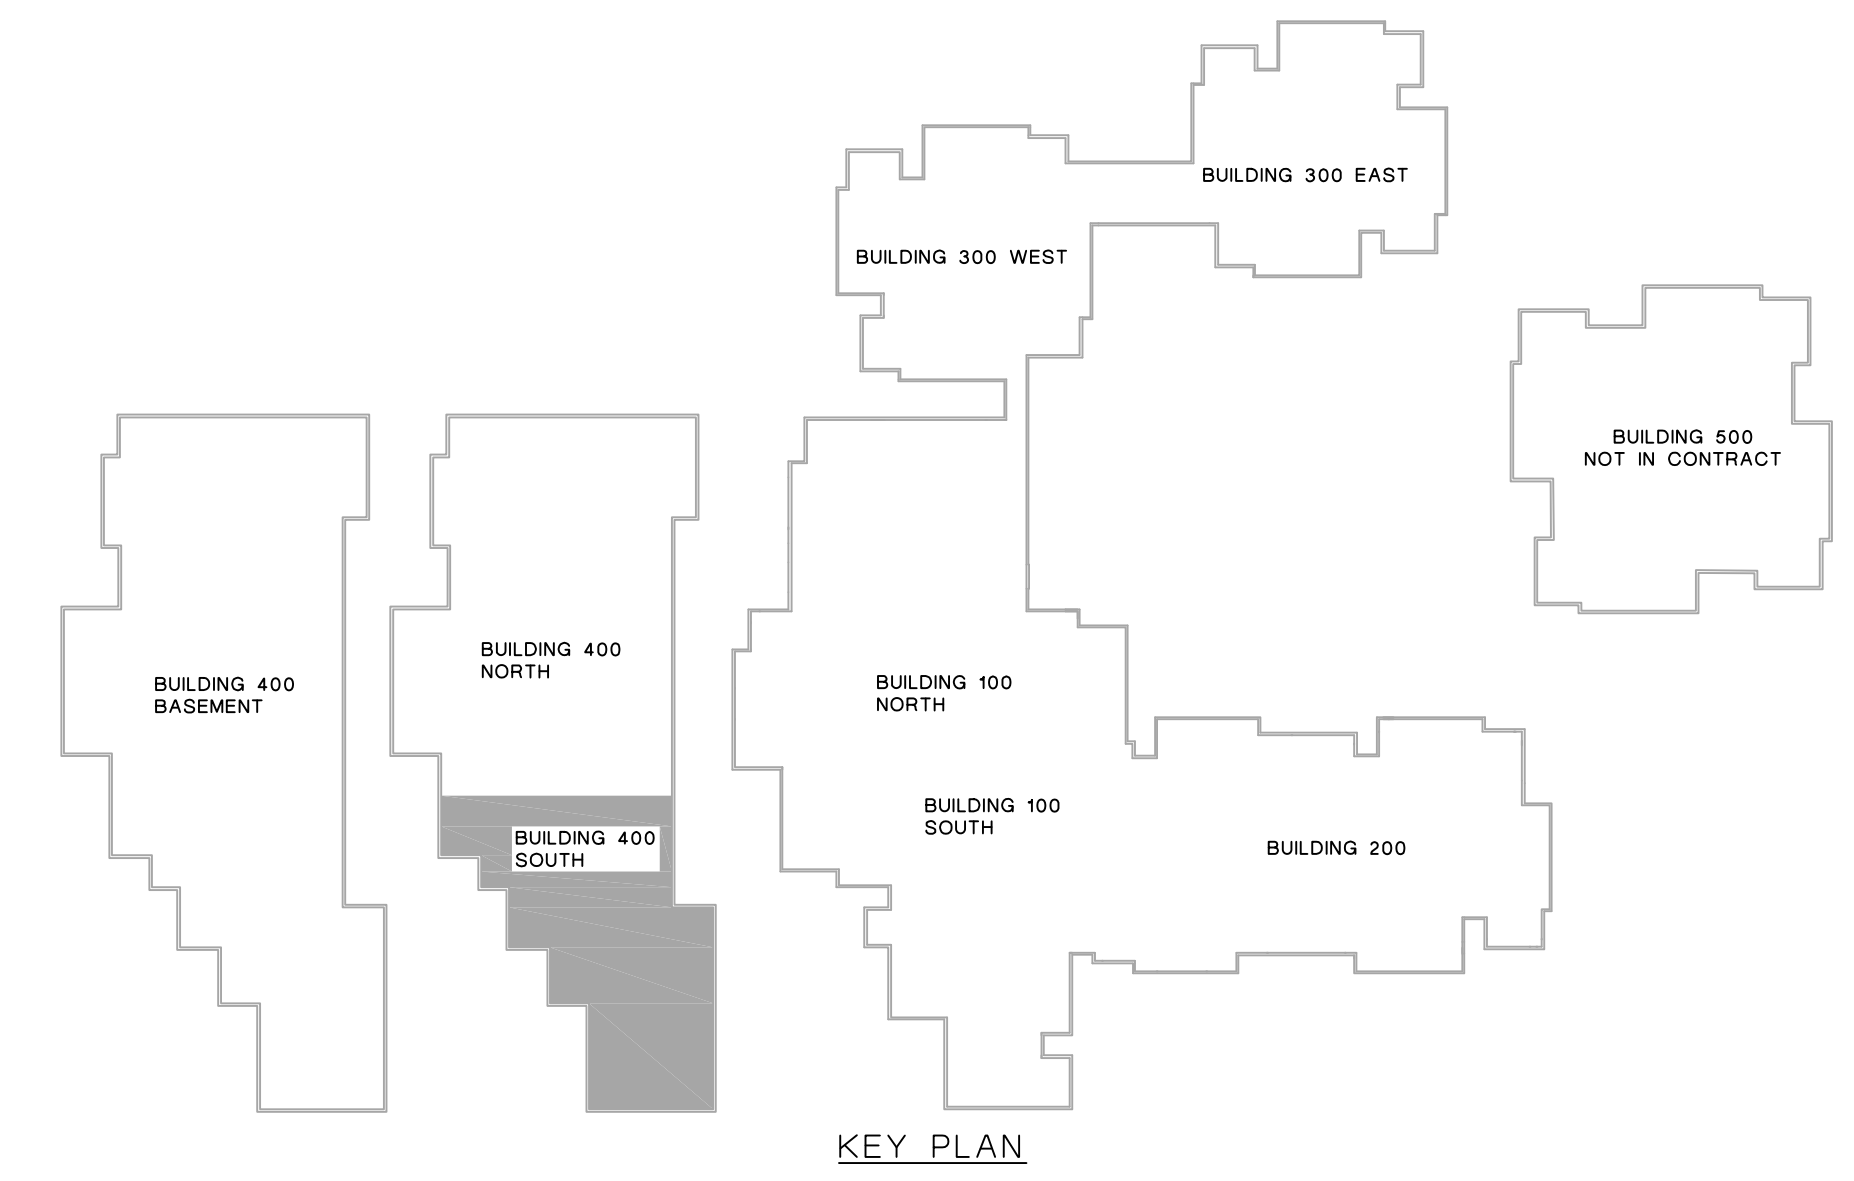 BUILDING 300 EAST
BUILDING 300 WEST
BUILDING 500
NOT IN CONTRACT
BUILDING 400
NORTH
BUILDING 400
BASEMENT
BUILDING 100
NORTH
BUILDING 100
SOUTH
BUILDING 400
SOUTH
BUILDING 200
KEY PLAN